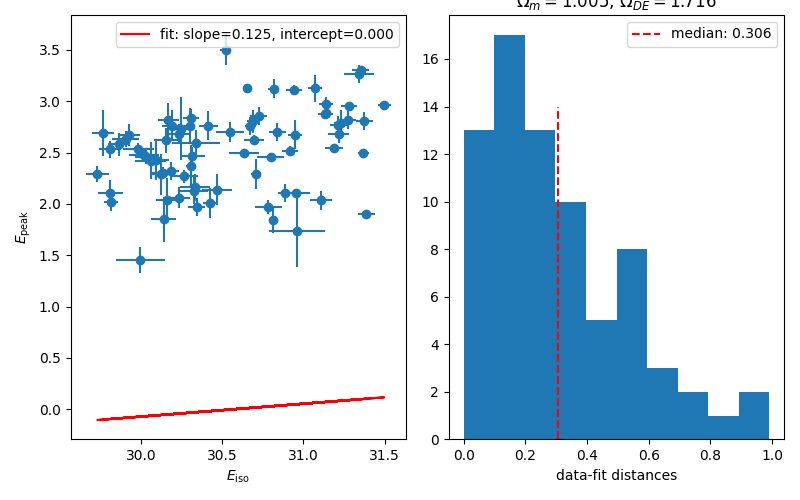 Ω_m = 1.005, Ω_DE = 1.716
fit: slope=0.125, intercept=0.000
median: 0.306
3.5
3.0
2.5
2.0
1.5
1.0
0.5
0.0
E_peak
30.0 30.5 31.0 31.5
E_iso
16
14
12
10
8
6
4
2
0
0.0 0.2 0.4 0.6 0.8 1.0
data-fit distances